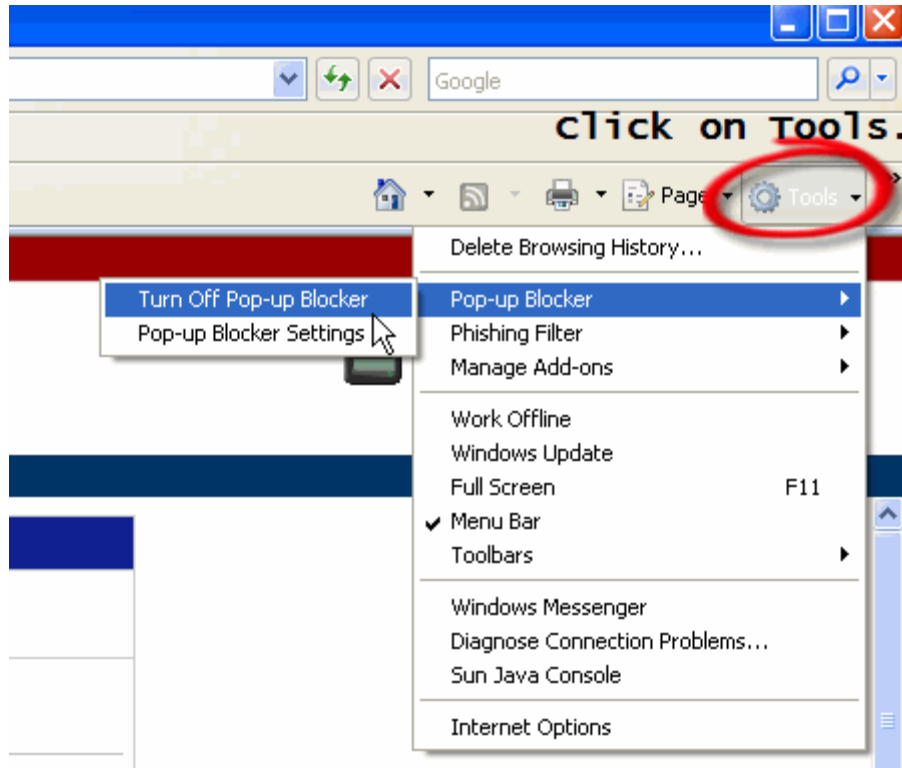 Google
Click on Tools.
Page
Tools
Delete Browsing History...
Turn Off Pop-up Blocker
Pop-up Blocker Settings
Pop-up Blocker
Phishing Filter
Manage Add-ons
Work Offline
Windows Update
Full Screen F11
Menu Bar
Toolbars
Windows Messenger
Diagnose Connection Problems...
Sun Java Console
Internet Options